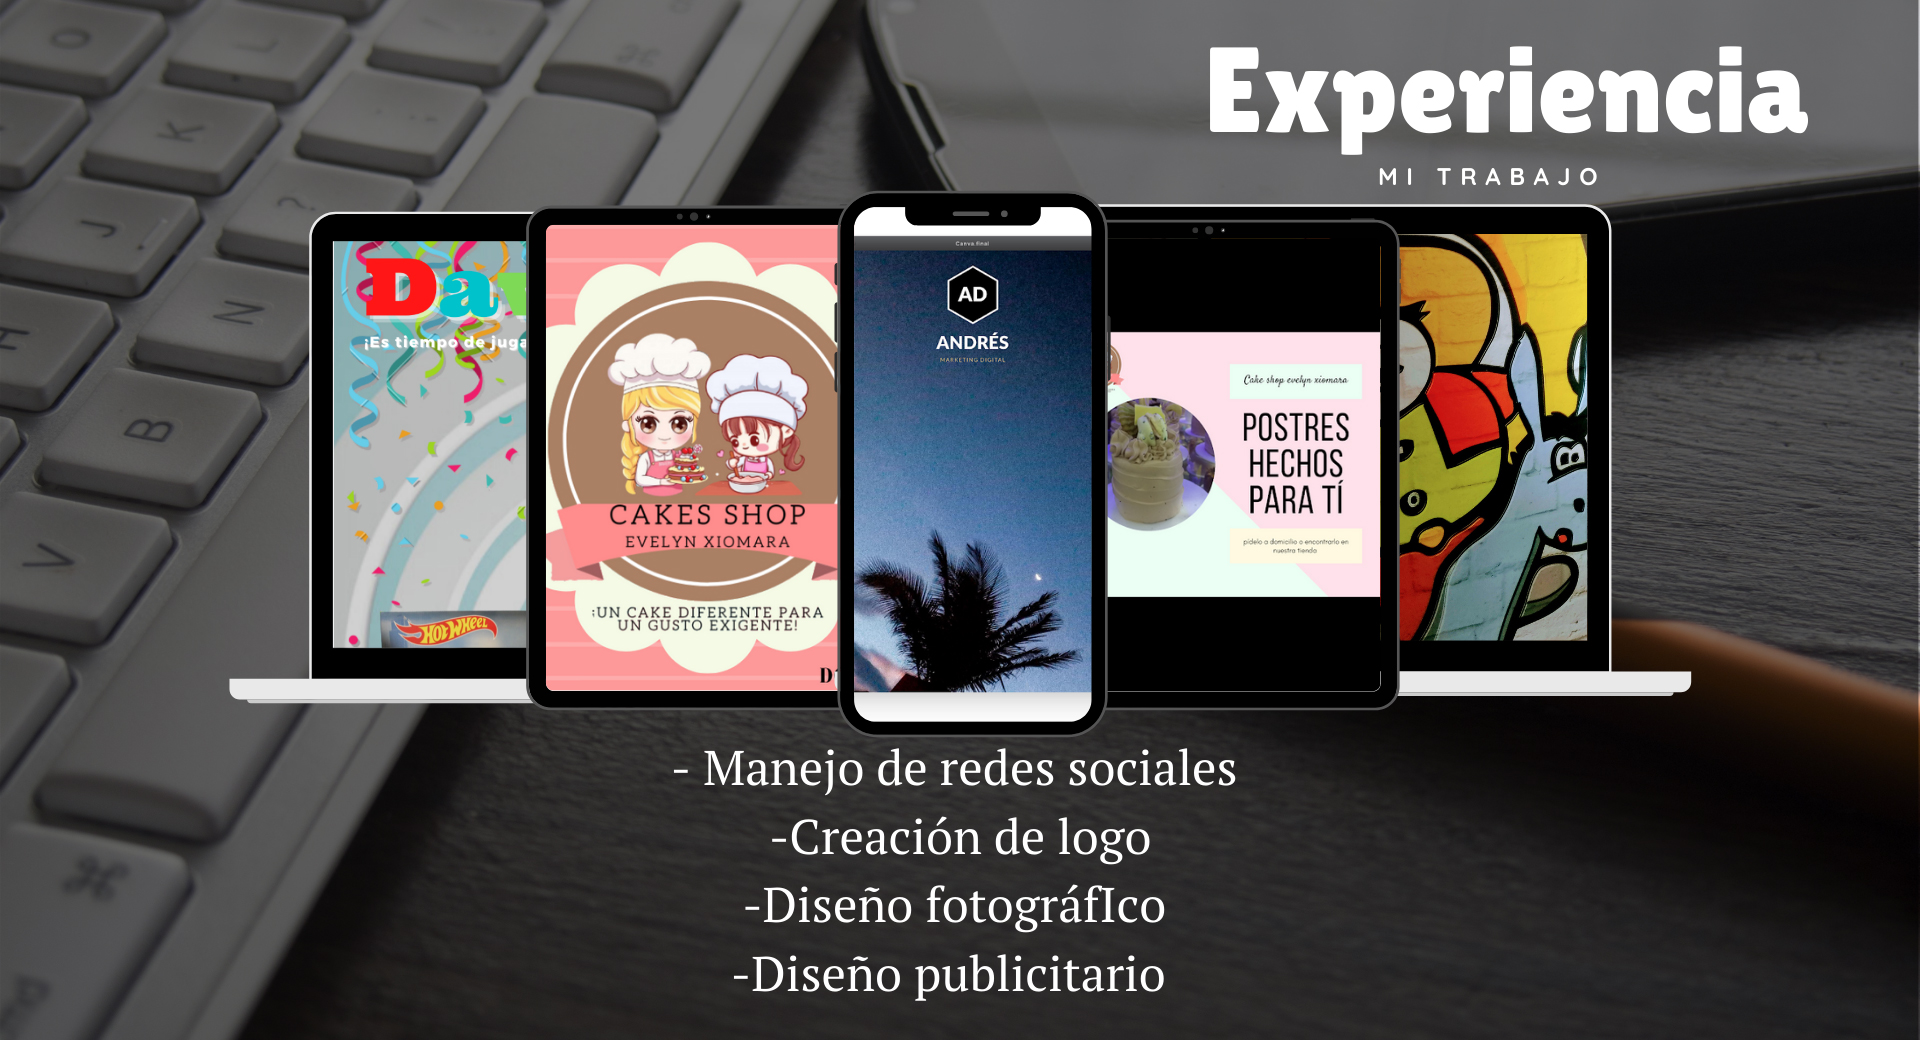 Experiencia
MI TRABAJO
Da
¡Es tiempo de juga
HOT WHEEL
CAKES SHOP
EVELYN XIOMARA
¡UN CAKE DIFERENTE PARA
UN GUSTO EXIGENTE!
Canva.final
AD
ANDRÉS
MARKETING DIGITAL
Cake shop evelyn xiomara
POSTRES
HECHOS
PARA TÍ
pídelo a domicilio o encontrarlo en
nuestra tienda
- Manejo de redes sociales
-Creación de logo
-Diseño fotográfIco
-Diseño publicitario